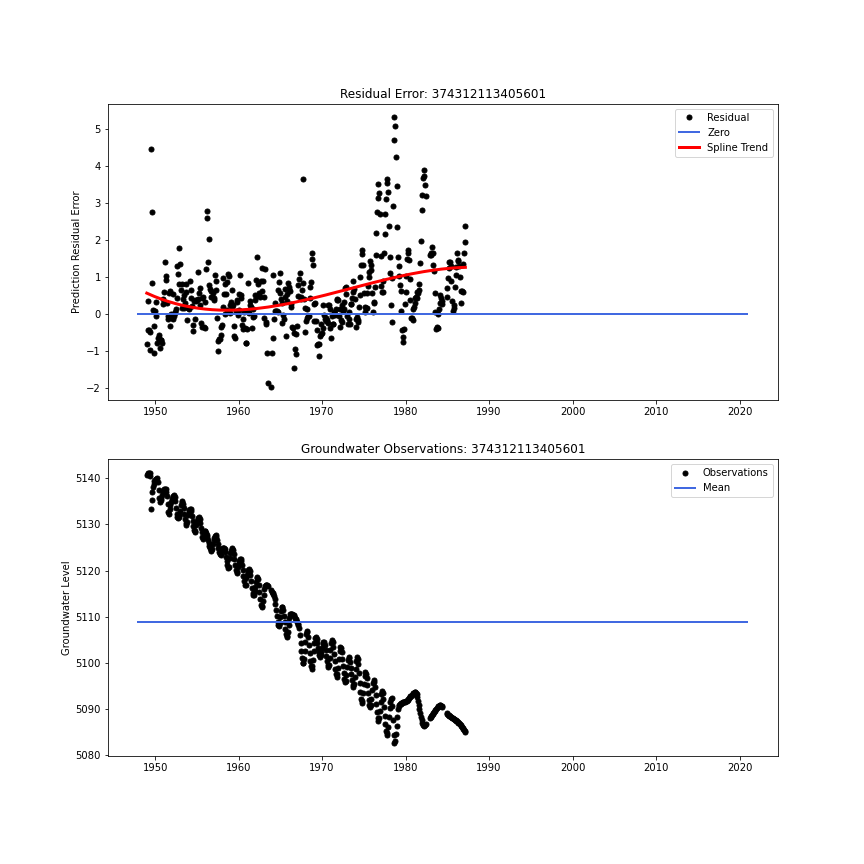 Residual Error: 374312113405601
Prediction Residual Error
5
4
3
2
1
0
−1
−2
Residual
Zero
Spline Trend
1950 1960 1970 1980 1990 2000 2010 2020
Groundwater Observations: 374312113405601
Groundwater Level
5140
5130
5120
5110
5100
5090
5080
Observations
Mean
1950 1960 1970 1980 1990 2000 2010 2020